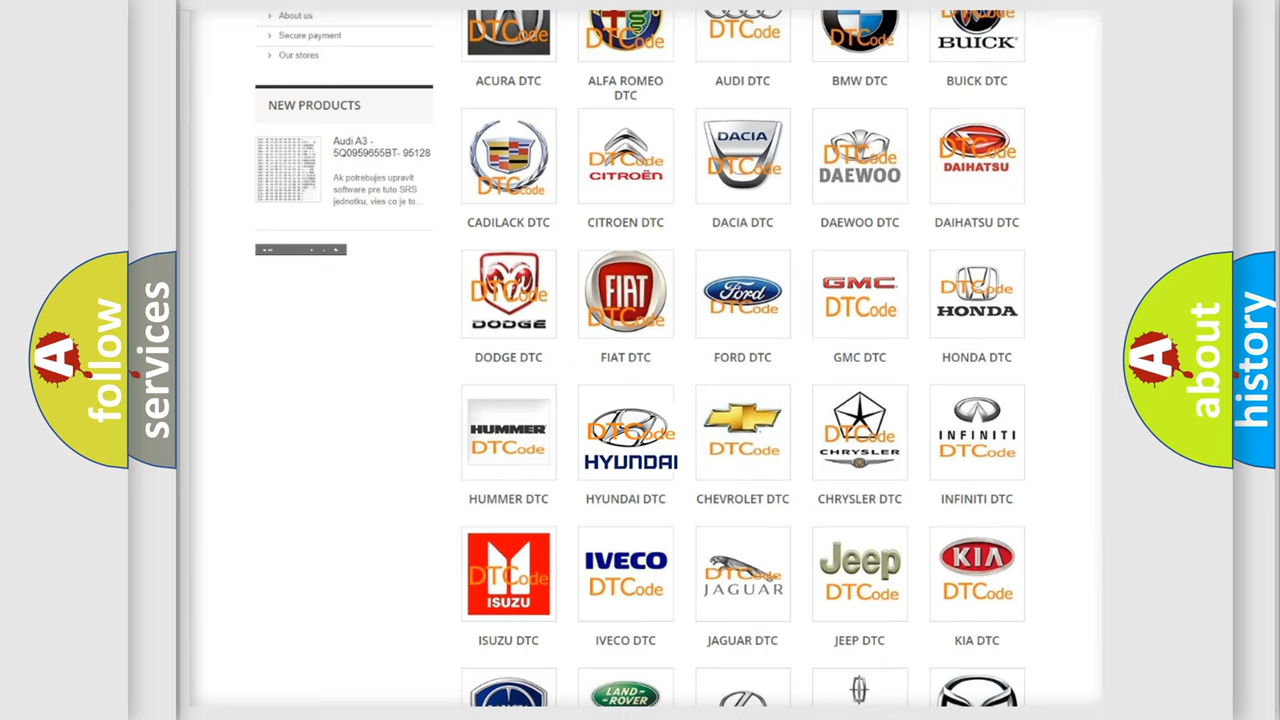 About us
Secure payment
Our stores
NEW PRODUCTS
Audi A3 -
5Q0959655BT- 95128
Ak potrebujes upravit
software pre tuto SRS
jednotku, vies co je to...
DTCode
DTCode
DTCode
DTCode
BUICK
ACURA DTC
ALFA ROMEO
DTC
AUDI DTC
BMW DTC
BUICK DTC
DTCode
DTCode
CITROËN
DACIA
DTCode
DTCode
DAEWOO
DTCode
DAIHATSU
CADILACK DTC
CITROEN DTC
DACIA DTC
DAEWOO DTC
DAIHATSU DTC
DTCode
DODGE
FIAT
DTCode
Ford
DTCode
GMC
DTCode
DTCode
HONDA
DODGE DTC
FIAT DTC
FORD DTC
GMC DTC
HONDA DTC
HUMMER
DTCode
DTCode
HYUNDAI
DTCode
DTCode
CHRYSLER
INFINITI
DTCode
HUMMER DTC
HYUNDAI DTC
CHEVROLET DTC
CHRYSLER DTC
INFINITI DTC
DTCode
ISUZU
IVECO
DTCode
DTCode
JAGUAR
Jeep
DTCode
KIA
DTCode
ISUZU DTC
IVECO DTC
JAGUAR DTC
JEEP DTC
KIA DTC
LAND-
ROVER
A
follow
services
A
about
history